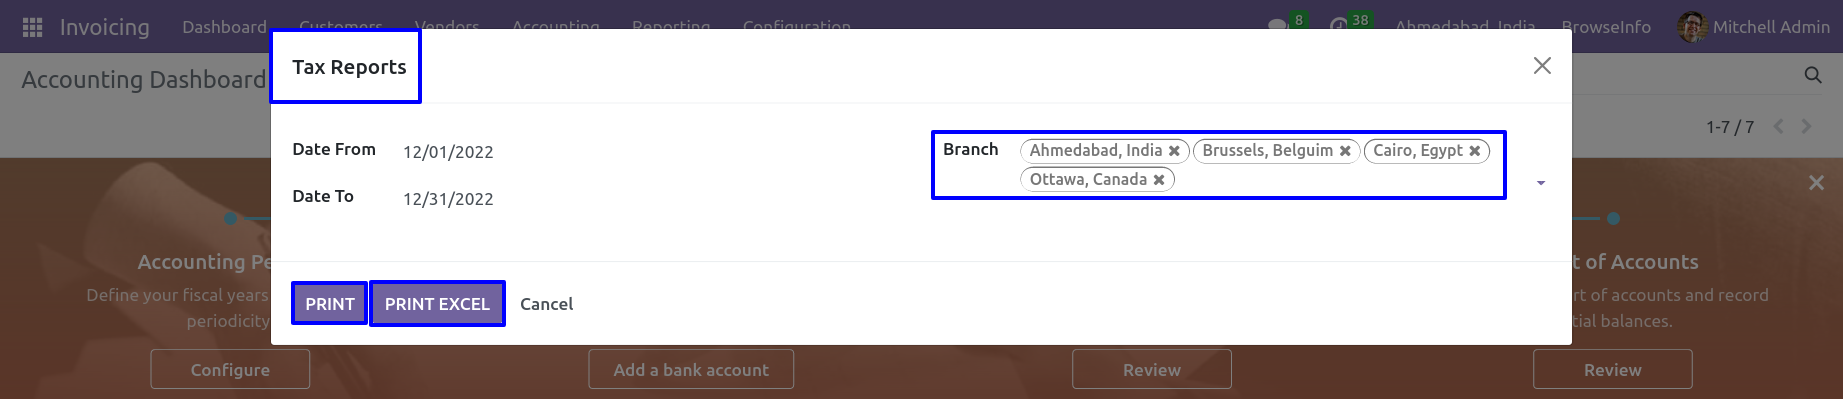 Invoicing Dashboard Customers Vendors Accounting Reporting Configuration 8 38 Ahmedabad, India BrowseInfo Mitchell Admin
Accounting Dashboard
1-7 / 7
Tax Reports
Date From 12/01/2022
Date To 12/31/2022
Branch Ahmedabad, India Brussels, Belguim Cairo, Egypt
Ottawa, Canada
PRINT PRINT EXCEL Cancel
Accounting Pe
Define your fiscal years
periodicity
Configure
Add a bank account
Review
t of Accounts
rt of accounts and record
tial balances.
Review